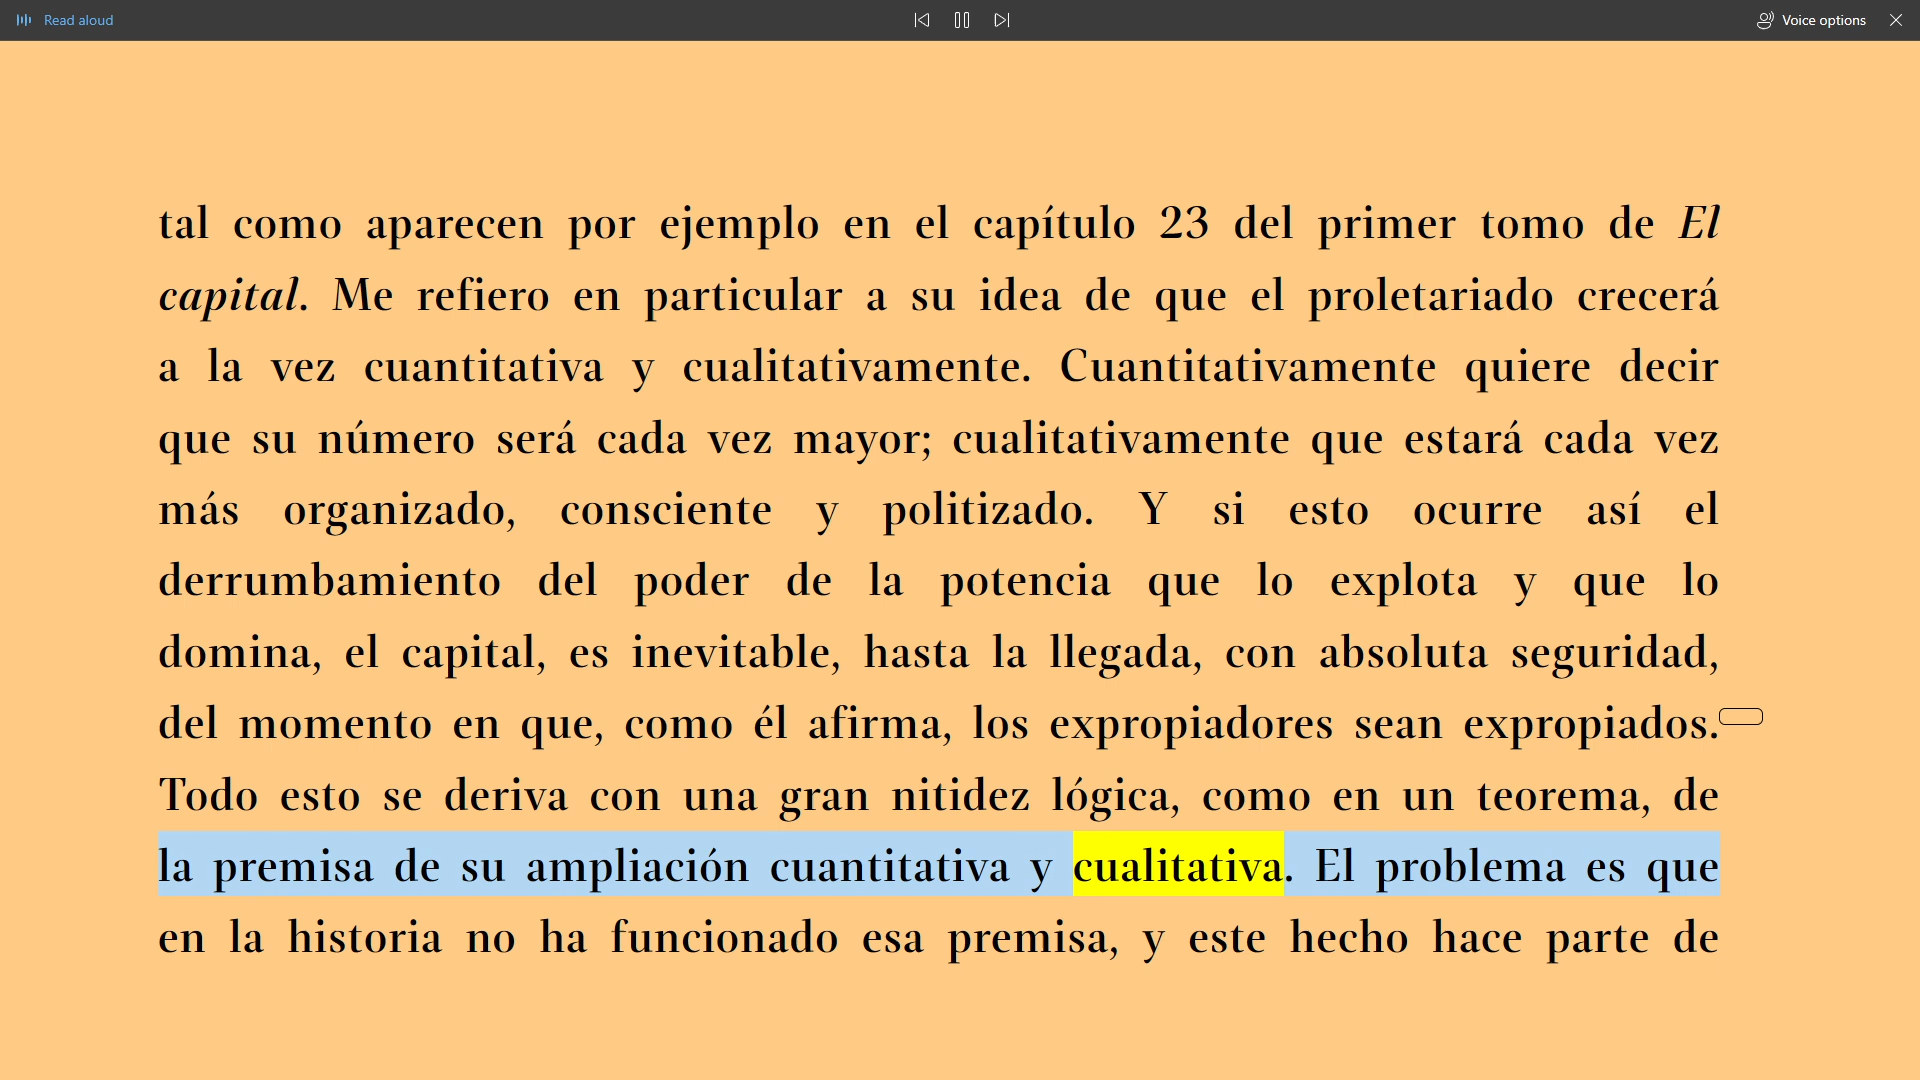 Read aloud
Voice options
tal como aparecen por ejemplo en el capítulo 23 del primer tomo de El
capital. Me refiero en particular a su idea de que el proletariado crecerá
a la vez cuantitativa y cualitativamente. Cuantitativamente quiere decir
que su número será cada vez mayor; cualitativamente que estará cada vez
más organizado, consciente y politizado. Y si esto ocurre así el
derrumbamiento del poder de la potencia que lo explota y que lo
domina, el capital, es inevitable, hasta la llegada, con absoluta seguridad,
del momento en que, como él afirma, los expropiadores sean expropiados.
Todo esto se deriva con una gran nitidez lógica, como en un teorema, de
la premisa de su ampliación cuantitativa y cualitativa. El problema es que
en la historia no ha funcionado esa premisa, y este hecho hace parte de